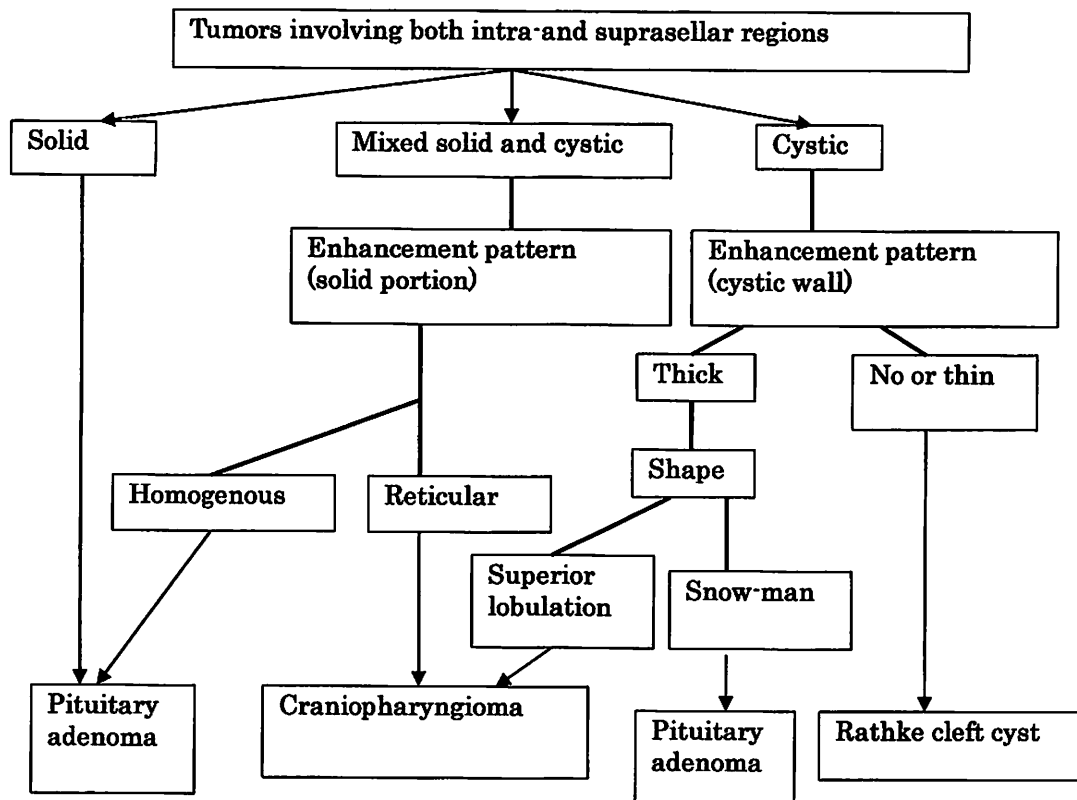 Tumors involving both intra-and suprasellar regions
Solid
Mixed solid and cystic
Cystic
Enhancement pattern
(solid portion)
Enhancement pattern
(cystic wall)
Thick
No or thin
Shape
Homogenous
Reticular
Superior
lobulation
Snow-man
Pituitary
adenoma
Craniopharyngioma
Pituitary
adenoma
Rathke cleft cyst